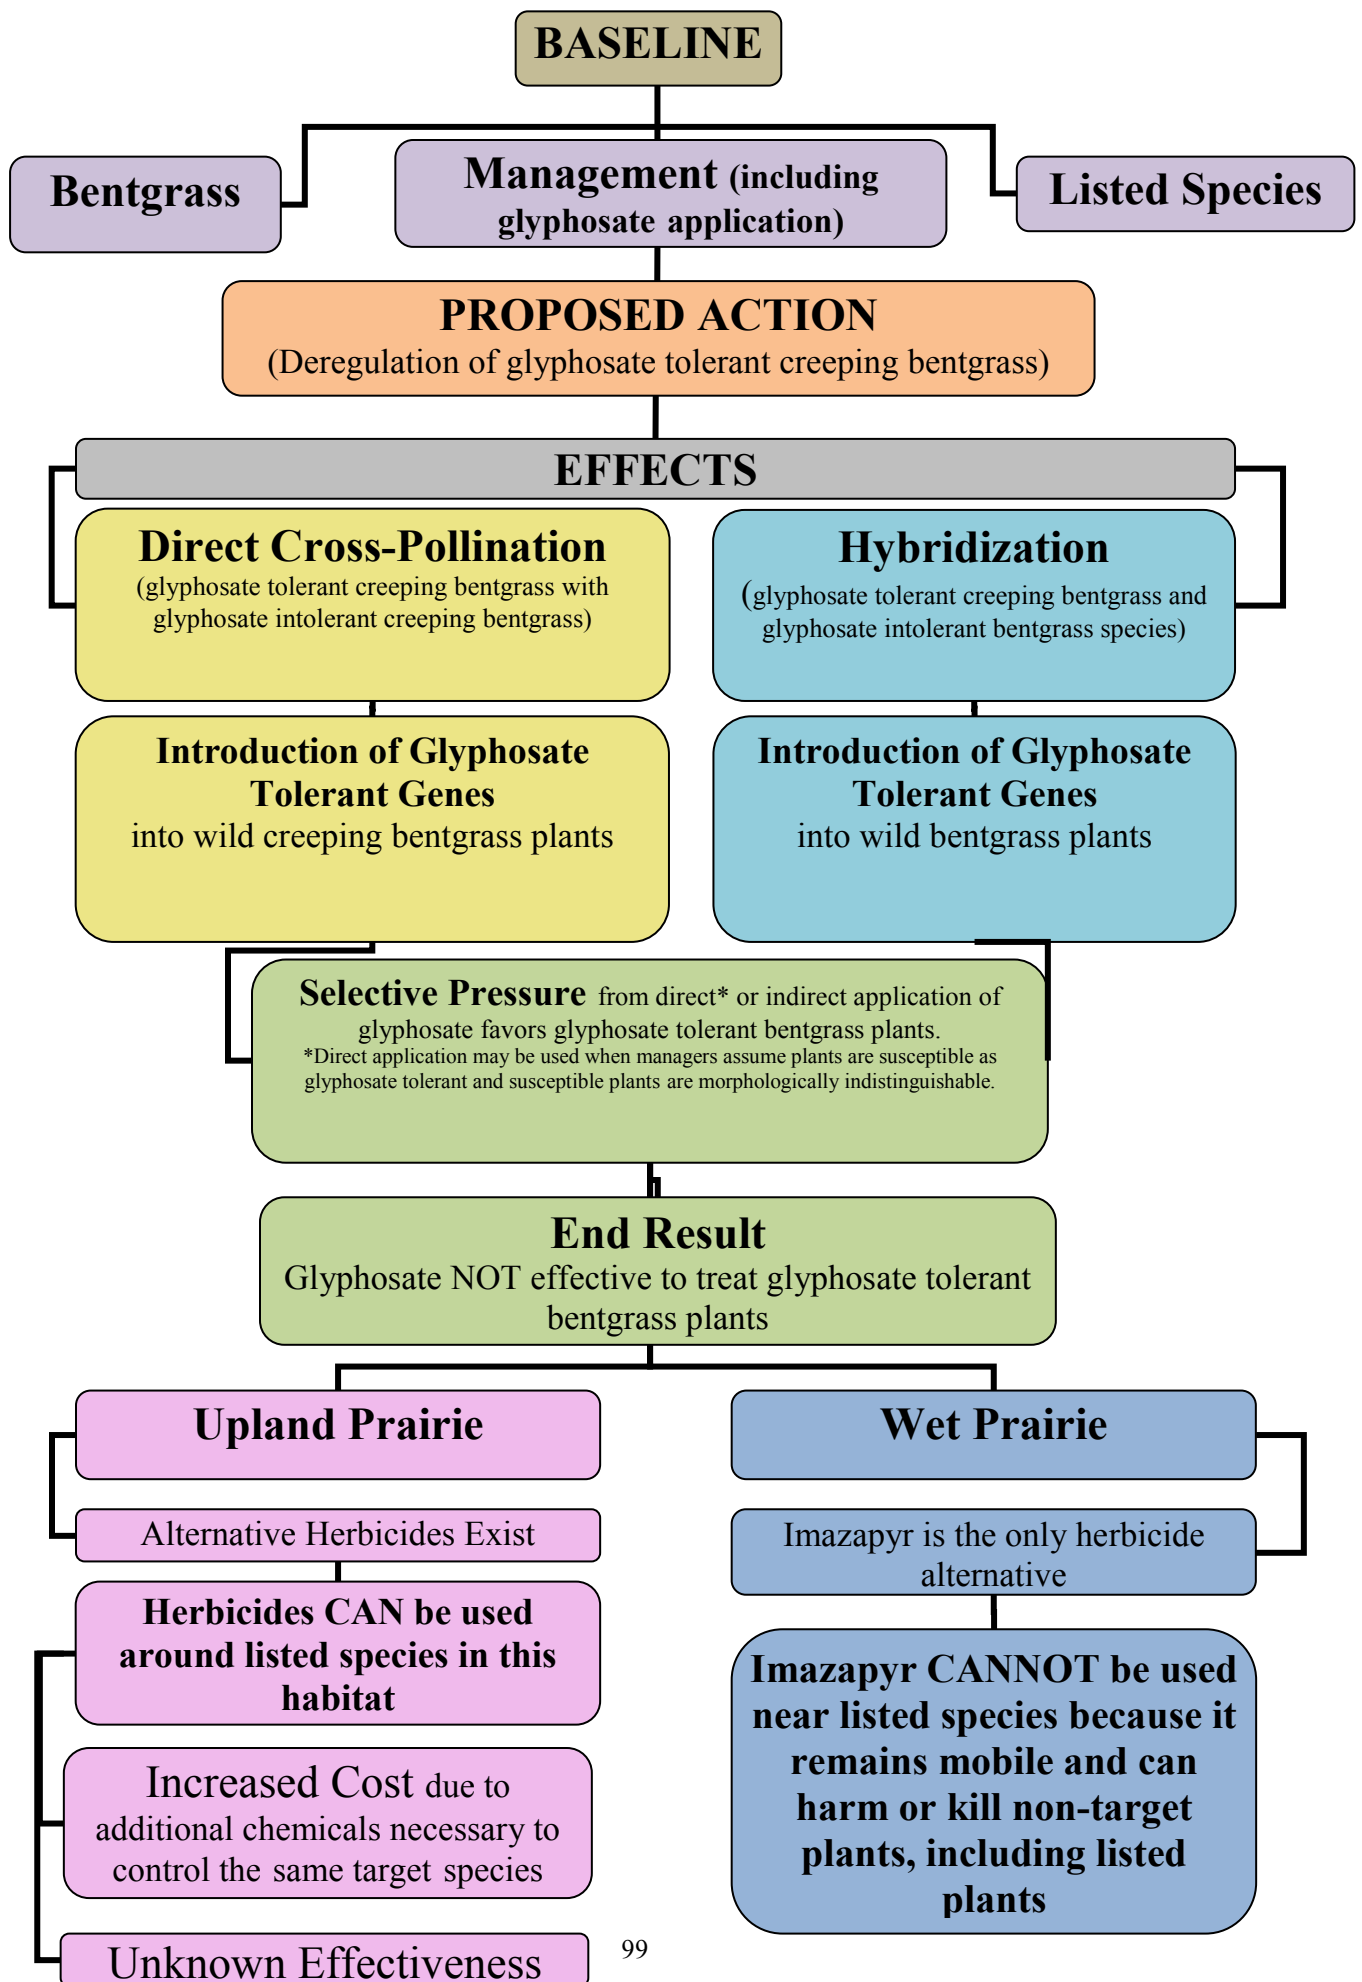 BASELINE
Bentgrass
Management (including
glyphosate application)
Listed Species
PROPOSED ACTION
(Deregulation of glyphosate tolerant creeping bentgrass)
EFFECTS
Direct Cross-Pollination
(glyphosate tolerant creeping bentgrass with
glyphosate intolerant creeping bentgrass)
Hybridization
(glyphosate tolerant creeping bentgrass and
glyphosate intolerant bentgrass species)
Introduction of Glyphosate
Tolerant Genes
into wild creeping bentgrass plants
Introduction of Glyphosate
Tolerant Genes
into wild bentgrass plants
Selective Pressure from direct* or indirect application of
glyphosate favors glyphosate tolerant bentgrass plants.
*Direct application may be used when managers assume plants are susceptible as
glyphosate tolerant and susceptible plants are morphologically indistinguishable.
End Result
Glyphosate NOT effective to treat glyphosate tolerant
bentgrass plants
Upland Prairie
Alternative Herbicides Exist
Herbicides CAN be used
around listed species in this
habitat
Increased Cost due to
additional chemicals necessary to
control the same target species
Unknown Effectiveness
Wet Prairie
Imazapyr is the only herbicide
alternative
Imazapyr CANNOT be used
near listed species because it
remains mobile and can
harm or kill non-target
plants, including listed
plants
99